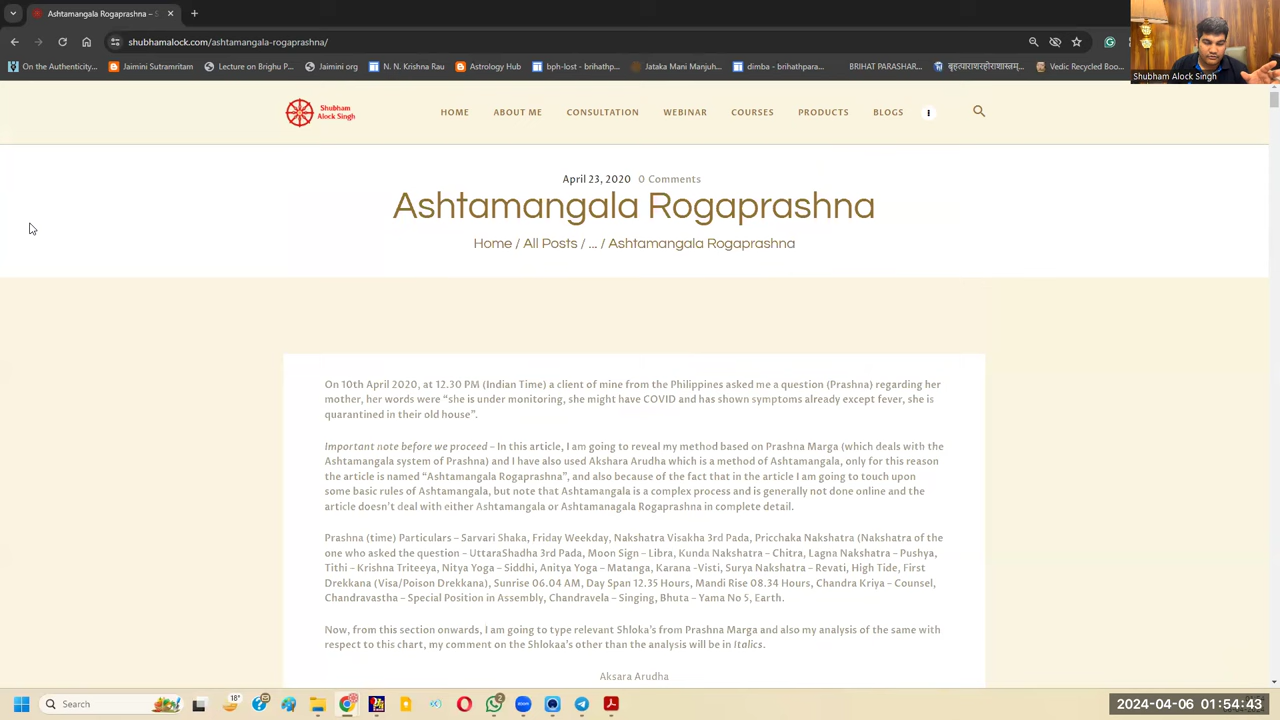 Ashtamangala Rogaprashna – S
shubhamalock.com/ashtamangala-rogaprashna/
On the Authenticity...
Jaimini Sutramritam
Lecture on Brighu P...
Jaimini org
N. N. Krishna Rau
Astrology Hub
bph-lost - brihathp...
Jataka Mani Manjuh...
dimba - brihatpara...
BRIHAT PARASHAR...
बृहत्पाराशरहोराशास्त्रम्...
Vedic Recycled Boo...
Shubham Alock Singh
Shubham
Alock Singh
HOME
ABOUT ME
CONSULTATION
WEBINAR
COURSES
PRODUCTS
BLOGS
April 23, 2020 0 Comments
Ashtamangala Rogaprashna
Home / All Posts / ... / Ashtamangala Rogaprashna
On 10th April 2020, at 12.30 PM (Indian Time) a client of mine from the Philippines asked me a question (Prashna) regarding her
mother, her words were “she is under monitoring, she might have COVID and has shown symptoms already except fever, she is
quarantined in their old house”.
Important note before we proceed – In this article, I am going to reveal my method based on Prashna Marga (which deals with the
Ashtamangala system of Prashna) and I have also used Akshara Arudha which is a method of Ashtamangala, only for this reason
the article is named “Ashtamangala Rogaprashna”, and also because of the fact that in the article I am going to touch upon
some basic rules of Ashtamangala, but note that Ashtamangala is a complex process and is generally not done online and the
article doesn’t deal with either Ashtamangala or Ashtamanagala Rogaprashna in complete detail.
Prashna (time) Particulars – Sarvari Shaka, Friday Weekday, Nakshatra Visakha 3rd Pada, Pricchaka Nakshatra (Nakshatra of the
one who asked the question – UttaraShadha 3rd Pada, Moon Sign – Libra, Kunda Nakshatra – Chitra, Lagna Nakshatra – Pushya,
Tithi – Krishna Triteeya, Nitya Yoga – Siddhi, Anitya Yoga – Matanga, Karana –Visti, Surya Nakshatra – Revati, High Tide, First
Drekkana (Visa/Poison Drekkana), Sunrise 06.04 AM, Day Span 12.35 Hours, Mandi Rise 08.34 Hours, Chandra Kriya – Counsel,
Chandravastha – Special Position in Assembly, Chandravela – Singing, Bhuta – Yama No 5, Earth.
Now, from this section onwards, I am going to type relevant Shloka’s from Prashna Marga and also my analysis of the same with
respect to this chart, my comment on the Shlokaa’s other than the analysis will be in Italics.
Aksara Arudha
Search
18°
2
2024-04-06 01:54:43